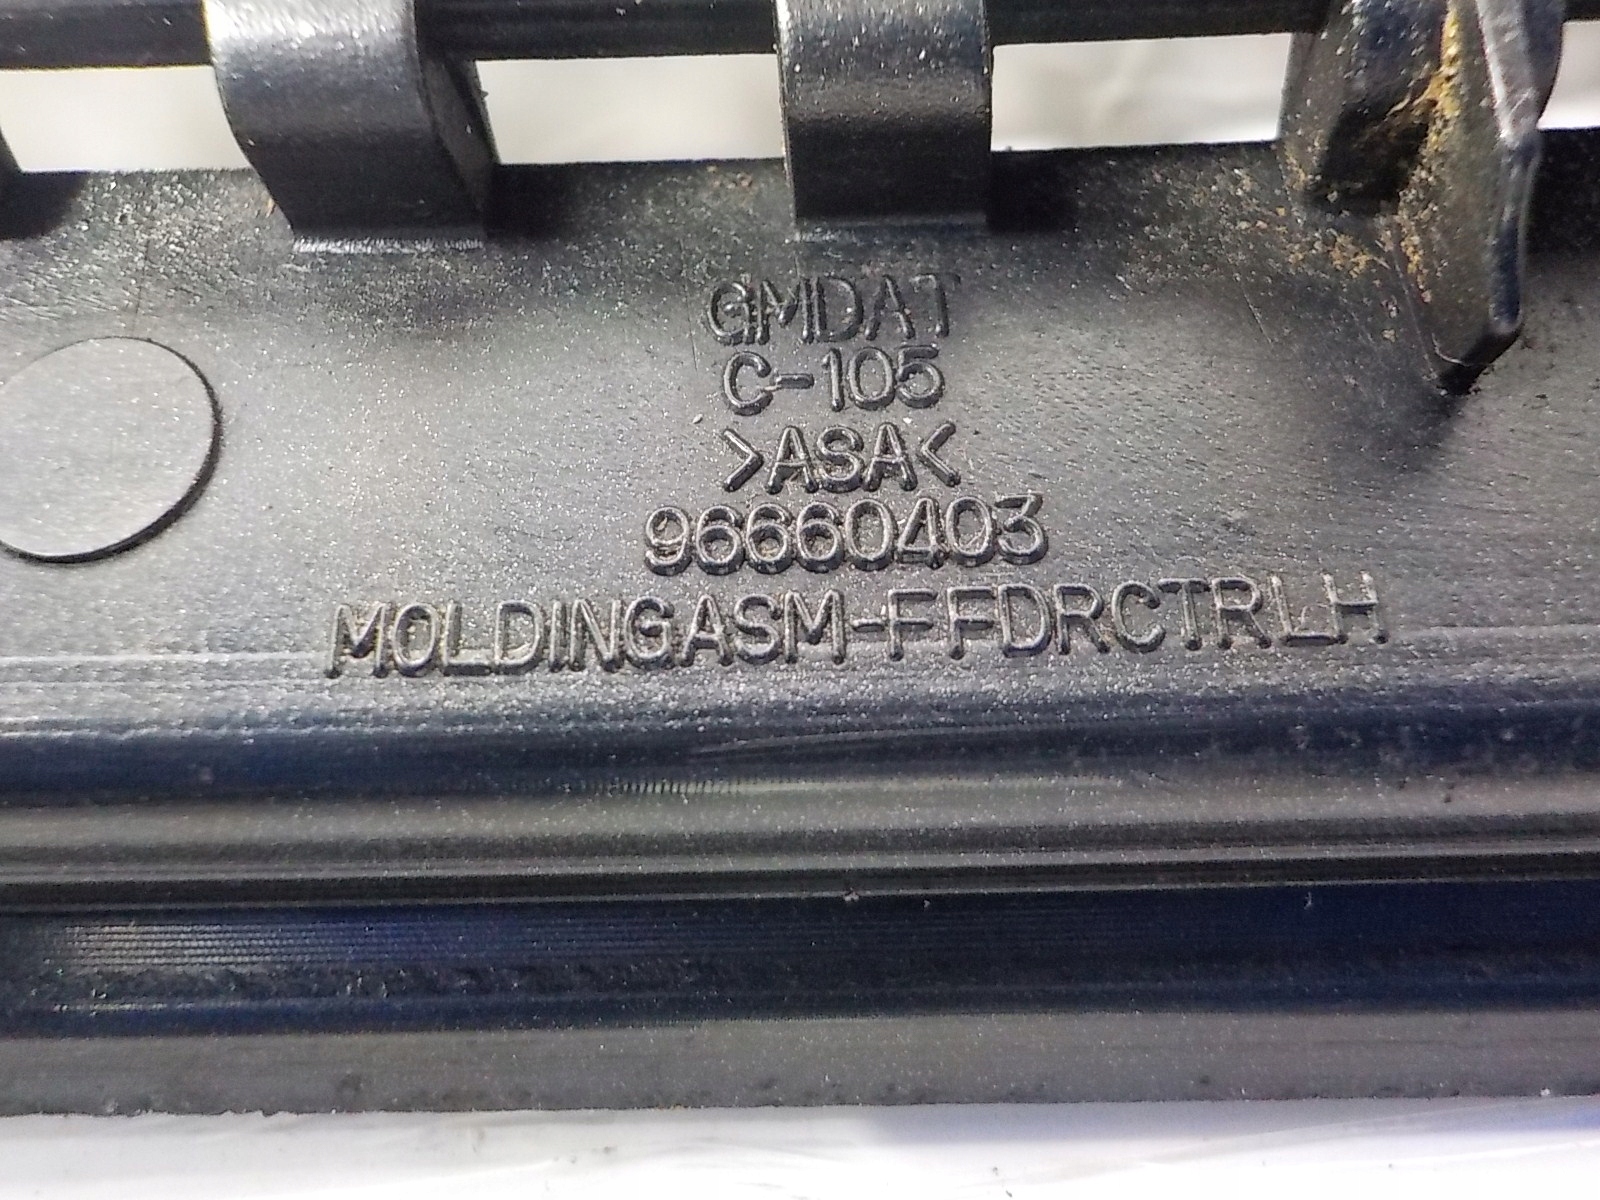 GMDAT
C-105
>ASA<
96660403
MOLDINGASM-FFDRCTRLH